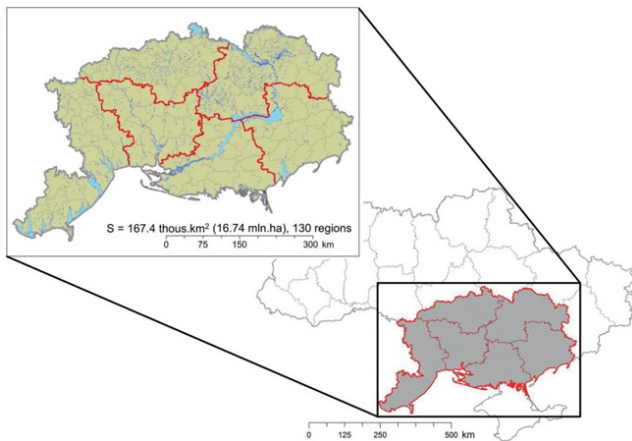 S = 167.4 thous.km² (16.74 mln.ha), 130 regions
0 75 150 300 km
0 125 250 500 km